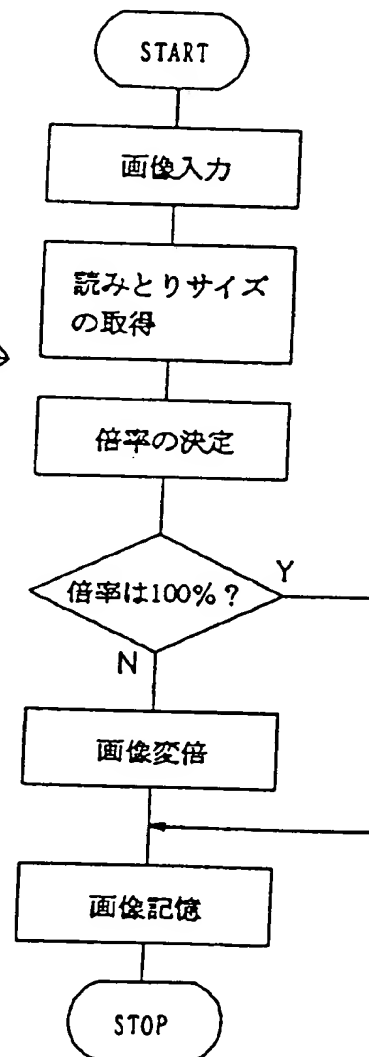 START
画像入力
読みとりサイズ
の取得
倍率の決定
倍率は100%?
Y
N
画像変倍
画像記憶
STOP